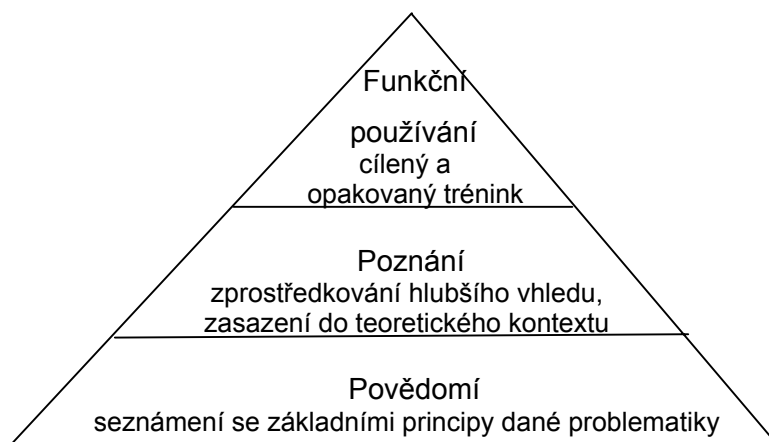 Funkční
používání
cílený a
opakovaný trénink
Poznání
zprostředkování hlubšího vhledu,
zasazení do teoretického kontextu
Povědomí
seznámení se základními principy dané problematiky